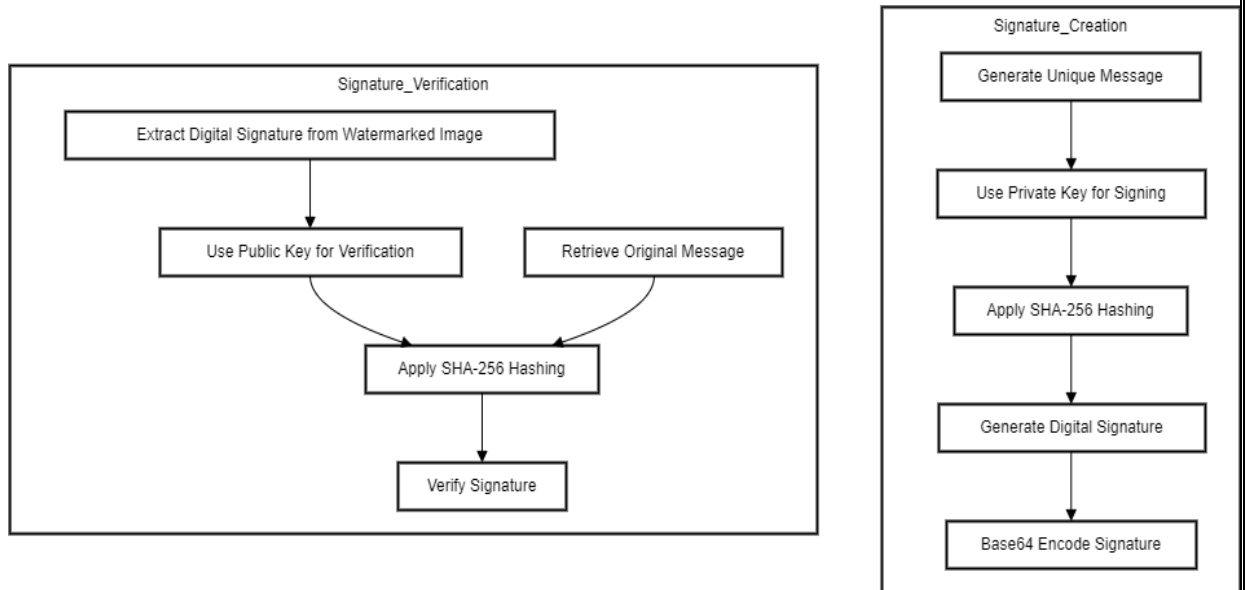 Signature_Verification
Extract Digital Signature from Watermarked Image
Use Public Key for Verification
Retrieve Original Message
Apply SHA-256 Hashing
Verify Signature
Signature_Creation
Generate Unique Message
Use Private Key for Signing
Apply SHA-256 Hashing
Generate Digital Signature
Base64 Encode Signature